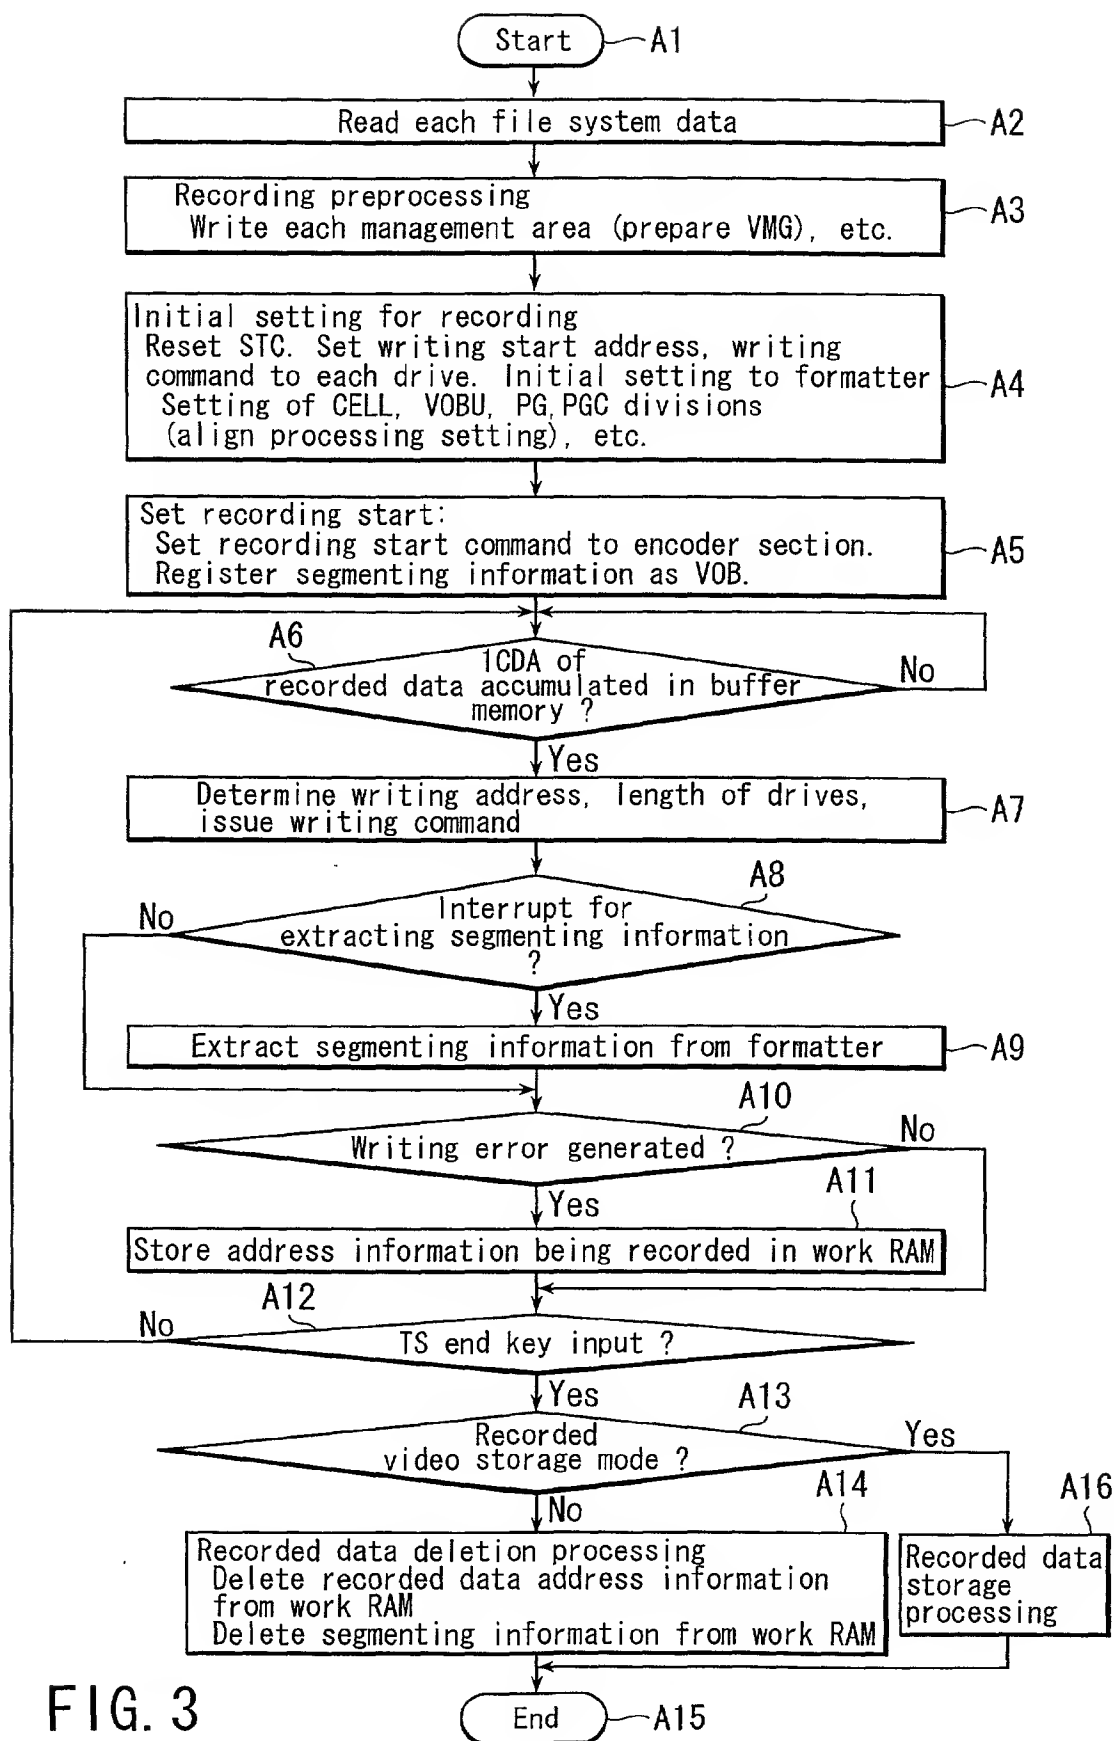 Start
A1
Read each file system data
A2
Recording preprocessing
Write each management area (prepare VMG), etc.
A3
Initial setting for recording
Reset STC. Set writing start address, writing
command to each drive. Initial setting to formatter
Setting of CELL, VOBU, PG,PGC divisions
(align processing setting), etc.
A4
Set recording start:
Set recording start command to encoder section.
Register segmenting information as VOB.
A5
A6
1CDA of
recorded data accumulated in buffer
memory ?
No
Yes
Determine writing address, length of drives,
issue writing command
A7
A8
No
Interrupt for
extracting segmenting information
?
Yes
Extract segmenting information from formatter
A9
A10
Writing error generated ?
No
Yes
A11
Store address information being recorded in work RAM
A12
No
TS end key input ?
Yes
A13
Recorded
video storage mode ?
Yes
No
A14
A16
Recorded data deletion processing
Delete recorded data address information
from work RAM
Delete segmenting information from work RAM
Recorded data
storage
processing
End
A15
FIG. 3